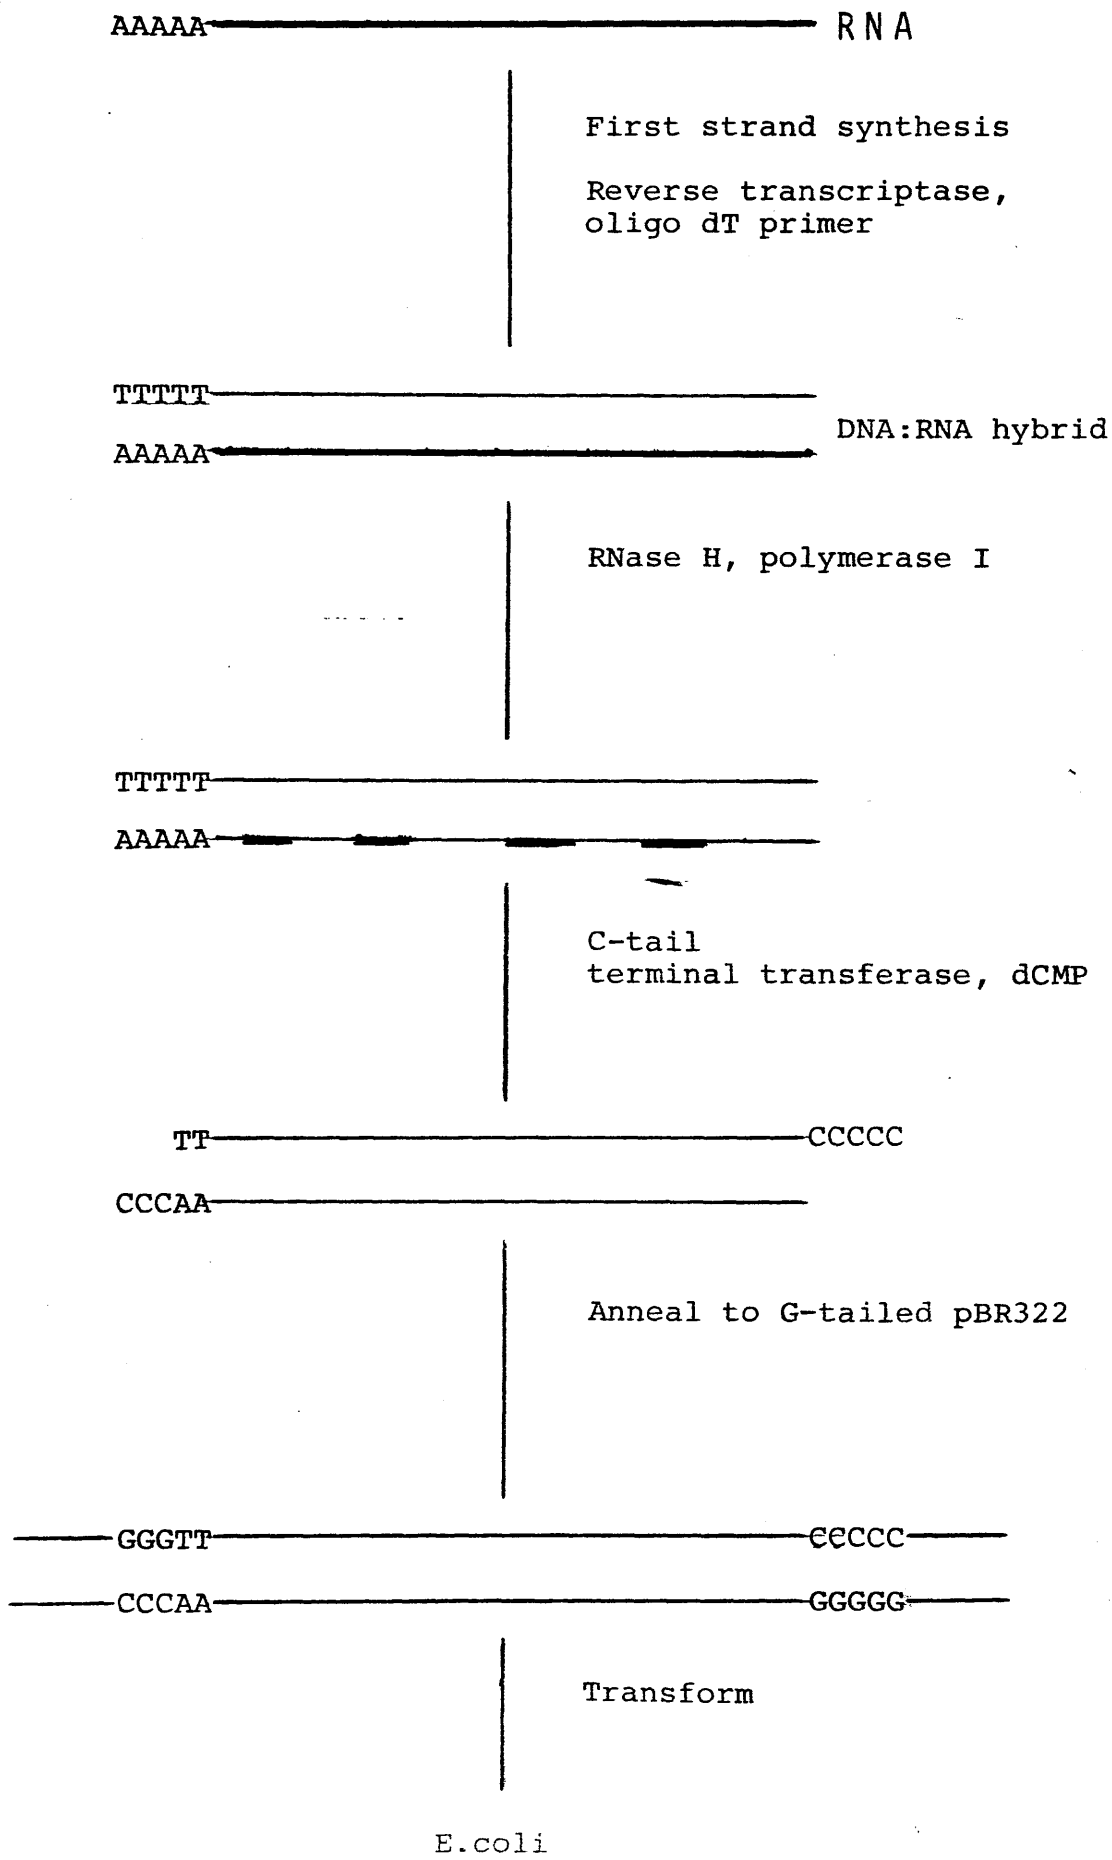 AAAAA RNA
First strand synthesis
Reverse transcriptase,
oligo dT primer
TTTTT
DNA:RNA hybrid
AAAAA
RNase H, polymerase I
TTTTT
AAAAA
C-tail
terminal transferase, dCMP
TT CCCCC
CCCAA
Anneal to G-tailed pBR322
GGGTT CCCCC
CCCAA GGGGG
Transform
E.coli